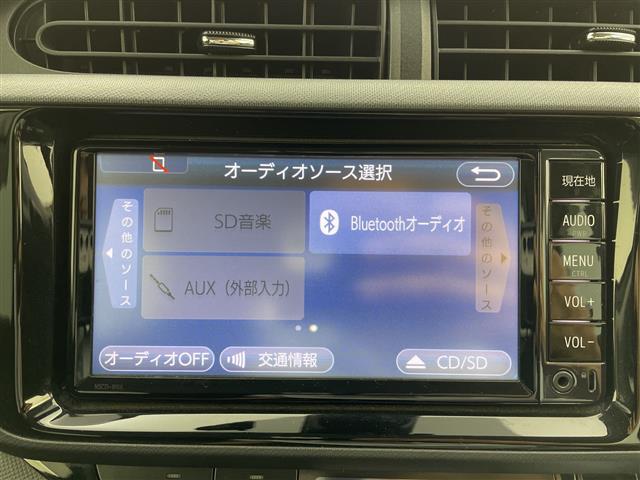 オーディオソース選択
その他のソース
SD音楽
Bluetoothオーディオ
その他のソース
AUX（外部入力）
オーディオOFF
交通情報
CD/SD
現在地
AUDIO
PWR
MENU
CTRL
VOL+
VOL-